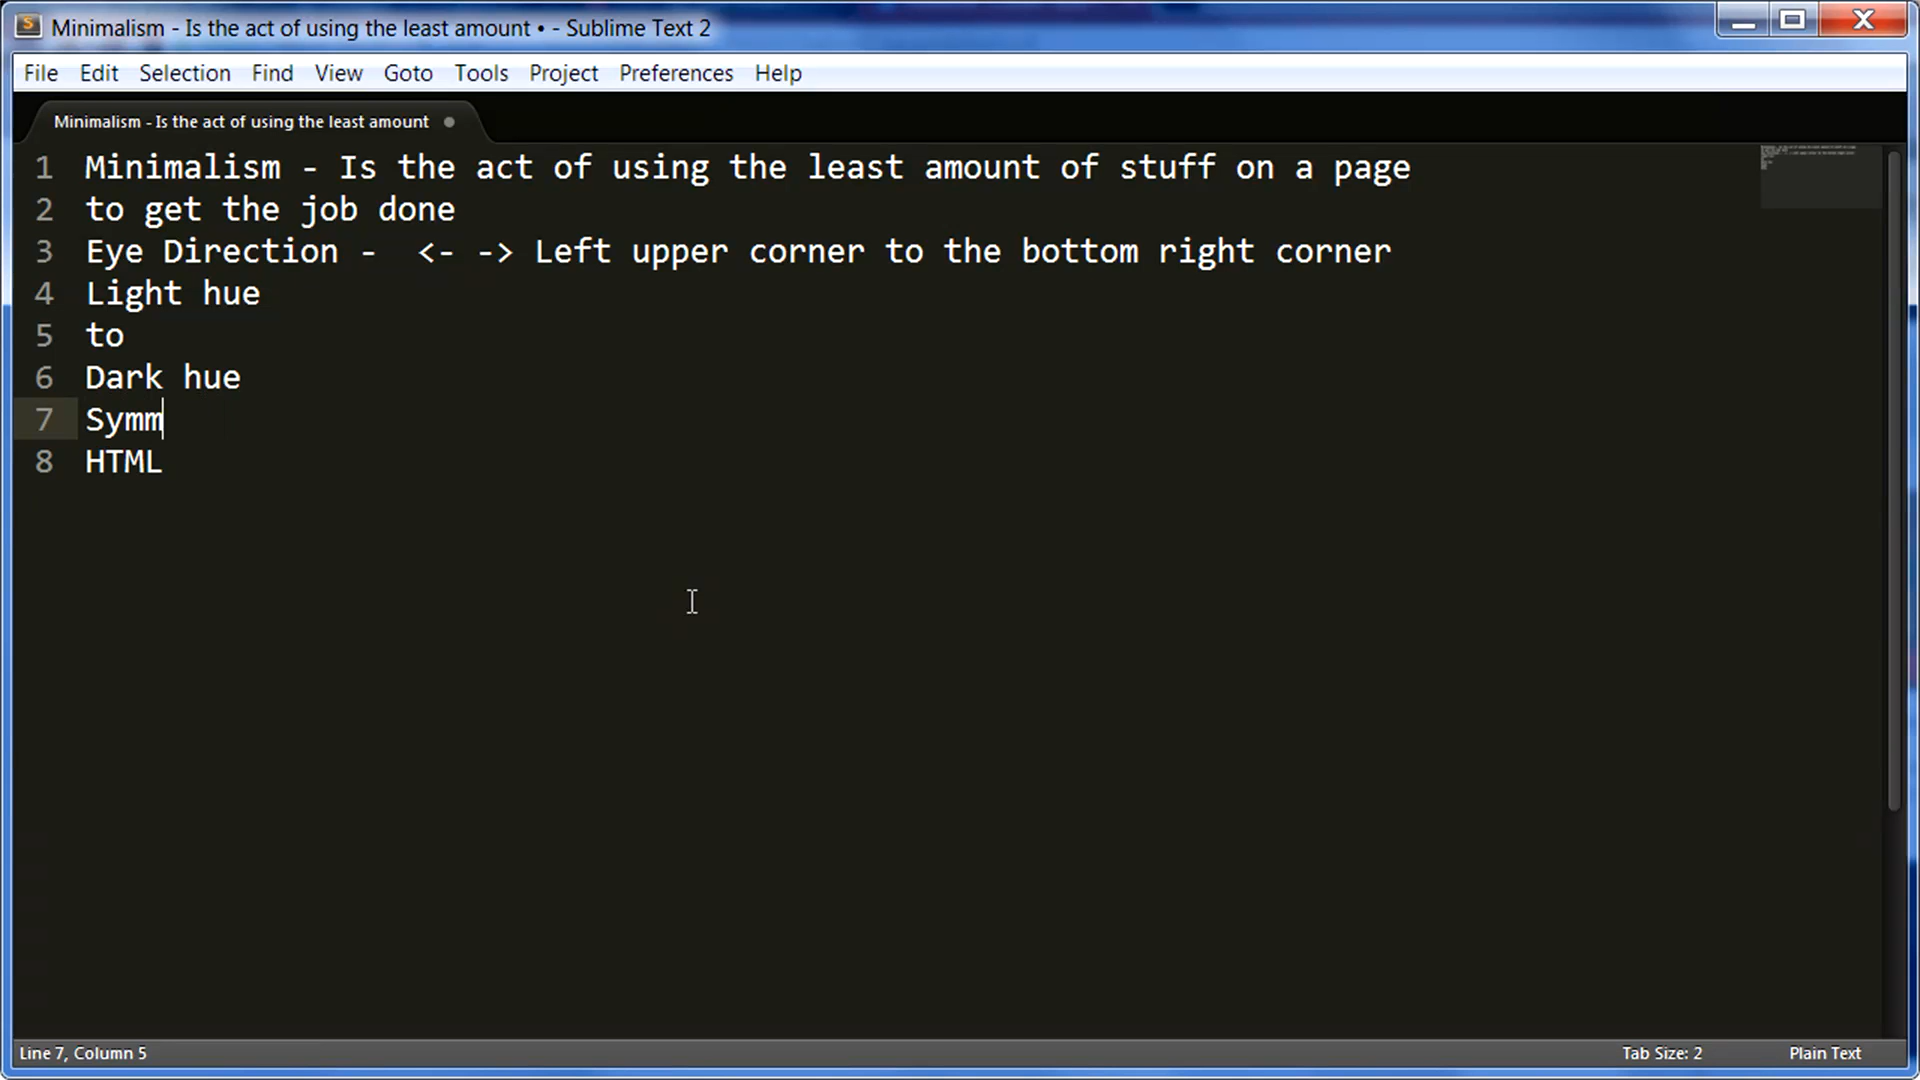 Minimalism - Is the act of using the least amount • - Sublime Text 2
File Edit Selection Find View Goto Tools Project Preferences Help
Minimalism - Is the act of using the least amount
1 Minimalism - Is the act of using the least amount of stuff on a page
2 to get the job done
3 Eye Direction -  <- -> Left upper corner to the bottom right corner
4 Light hue
5 to
6 Dark hue
7 Symm
8 HTML
Line 7, Column 5 Tab Size: 2 Plain Text